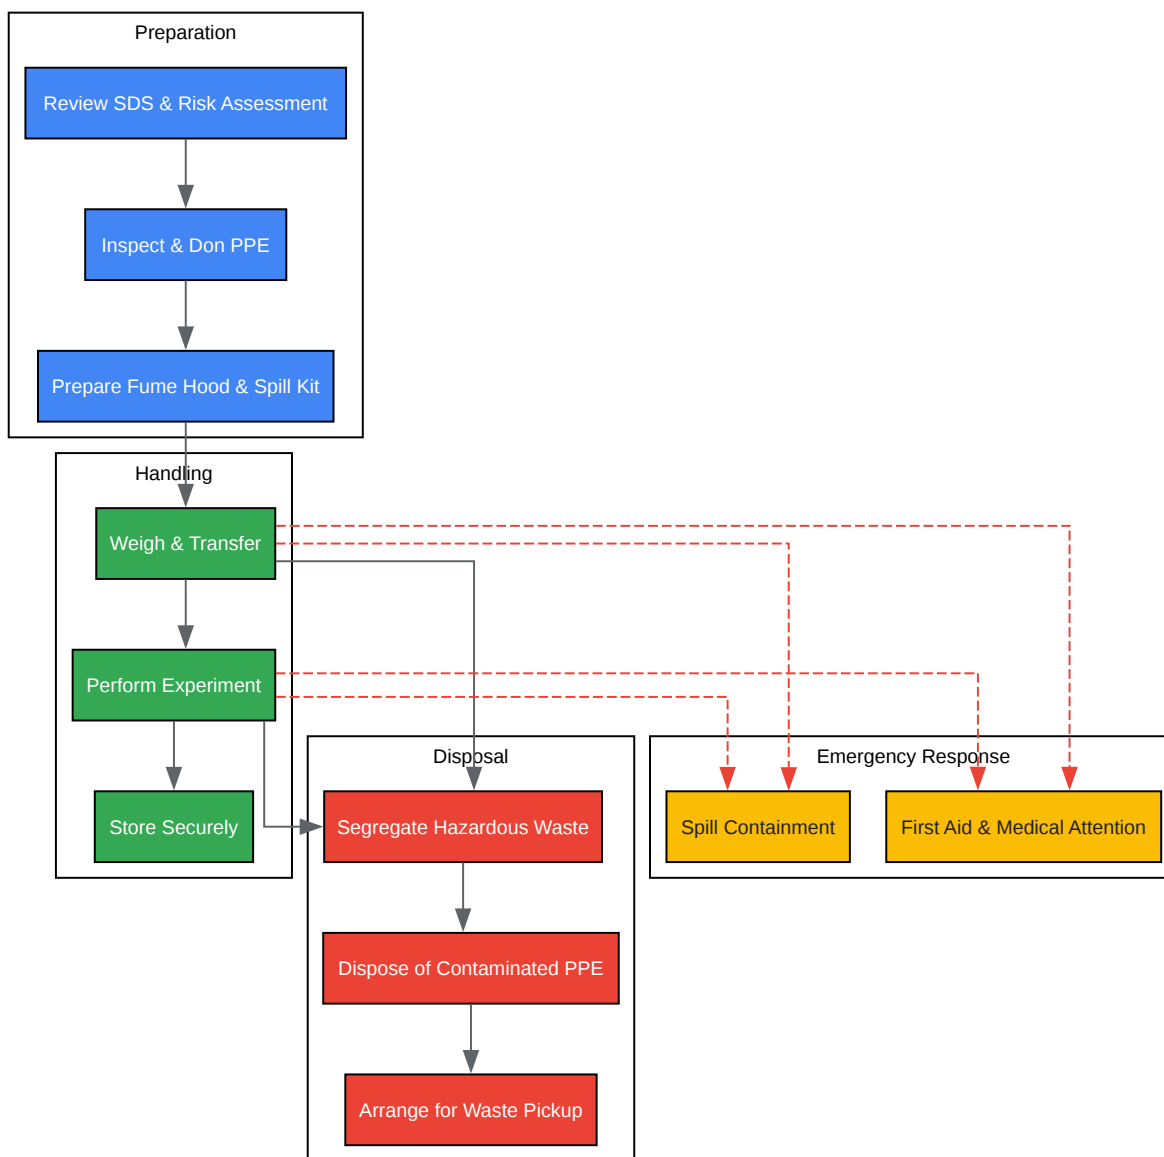 Preparation
Review SDS & Risk Assessment
Inspect & Don PPE
Prepare Fume Hood & Spill Kit
Handling
Weigh & Transfer
Perform Experiment
Store Securely
Disposal
Segregate Hazardous Waste
Dispose of Contaminated PPE
Arrange for Waste Pickup
Emergency Response
Spill Containment
First Aid & Medical Attention